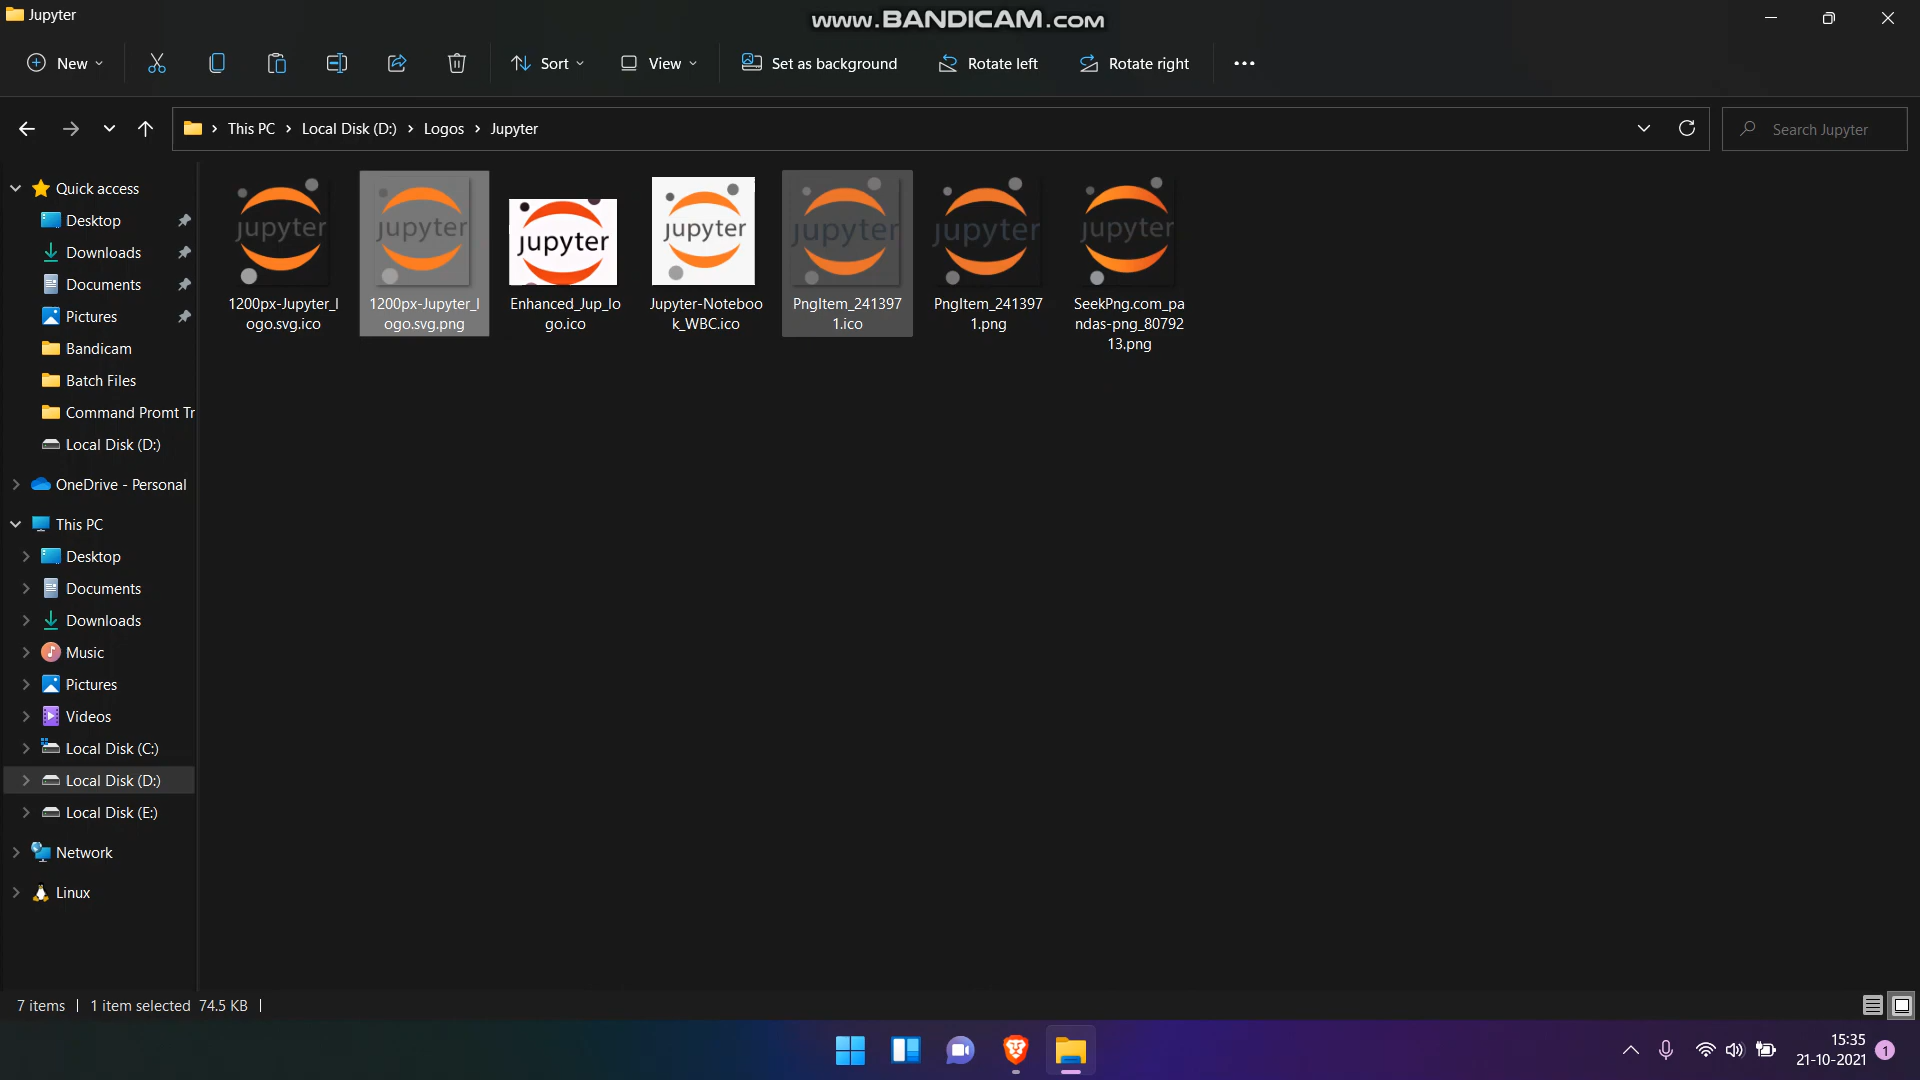 Jupyter
www.BANDICAM.com
New
Sort
View
Set as background
Rotate left
Rotate right
This PC
Local Disk (D:)
Logos
Jupyter
Search Jupyter
Quick access
Desktop
Downloads
Documents
Pictures
Bandicam
Batch Files
Command Promt Tr
Local Disk (D:)
OneDrive - Personal
This PC
Desktop
Documents
Downloads
Music
Pictures
Videos
Local Disk (C:)
Local Disk (D:)
Local Disk (E:)
Network
Linux
jupyter
1200px-Jupyter_l
ogo.svg.ico
jupyter
1200px-Jupyter_l
ogo.svg.png
jupyter
Enhanced_Jup_lo
go.ico
jupyter
Jupyter-Noteboo
k_WBC.ico
jupyter
PngItem_241397
1.ico
jupyter
PngItem_241397
1.png
jupyter
SeekPng.com_pa
ndas-png_80792
13.png
7 items
1 item selected 74.5 KB
15:35
21-10-2021
1